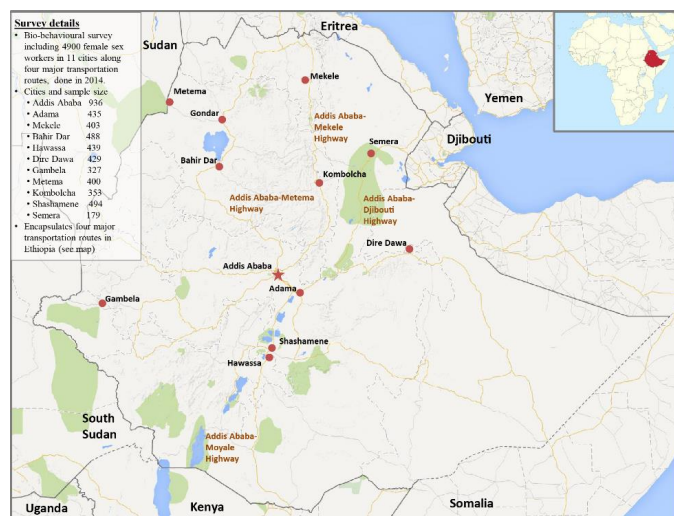 Survey details
• Bio-behavioural survey
including 4900 female sex
workers in 11 cities along
four major transportation
routes, done in 2014.
• Cities and sample size
• Addis Ababa 936
• Adama 435
• Mekele 403
• Bahir Dar 488
• Hawassa 439
• Dire Dawa 429
• Gambela 327
• Metema 400
• Kombolcha 353
• Shashamene 494
• Semera 179
• Encapsulates four major
transportation routes in
Ethiopia (see map)
Eritrea
Sudan
Yemen
Mekele
Metema
Gondar
Addis Ababa-
Mekele
Highway
Semera
Djibouti
Bahir Dar
Kombolcha
Addis Ababa-Metema
Highway
Addis Ababa-
Djibouti
Highway
Dire Dawa
Addis Ababa
Adama
Gambela
Shashamene
Hawassa
South
Sudan
Addis Ababa-
Moyale
Highway
Uganda
Kenya
Somalia